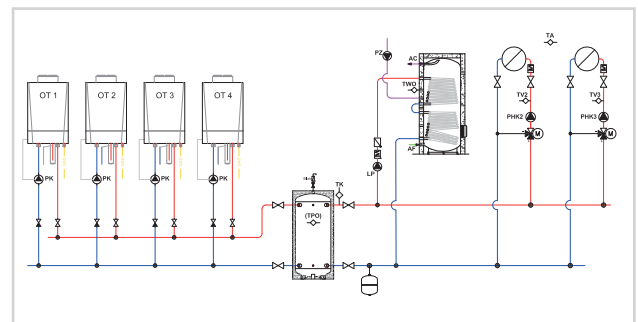 OT 1
OT 2
OT 3
OT 4
PK
PK
PK
PK
(TPO)
TK
LP
PZ
AC
TWO
AF
TA
TV2
TV3
PHK2
PHK3
M
M